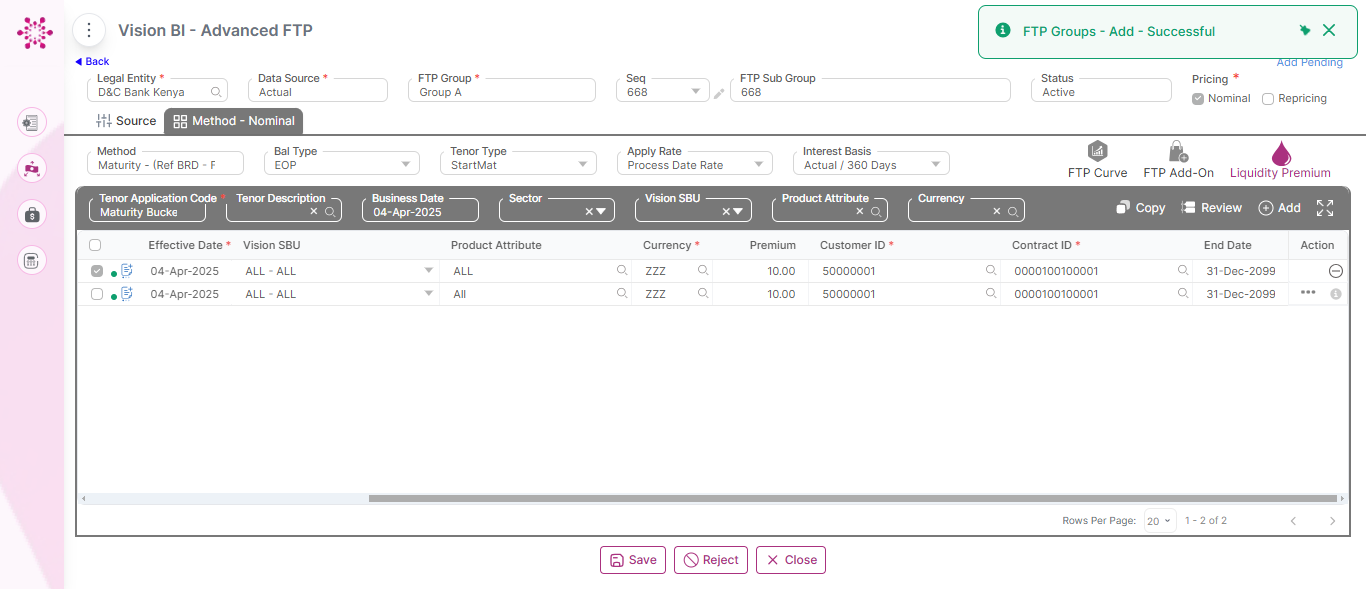 Vision BI - Advanced FTP
FTP Groups - Add - Successful
Back
Add Pending
Legal Entity *
D&C Bank Kenya
Data Source *
Actual
FTP Group *
Group A
Seq
668
FTP Sub Group
668
Status
Active
Pricing *
Nominal
Repricing
Source
Method - Nominal
Method
Maturity - (Ref BRD - F
Bal Type
EOP
Tenor Type
StartMat
Apply Rate
Process Date Rate
Interest Basis
Actual / 360 Days
FTP Curve
FTP Add-On
Liquidity Premium
Tenor Application Code *
Maturity Bucke
Tenor Description
Business Date
04-Apr-2025
Sector
Vision SBU
Product Attribute
Currency
Copy
Review
Add
Effective Date * Vision SBU Product Attribute Currency * Premium Customer ID * Contract ID * End Date Action
04-Apr-2025 ALL - ALL ALL ZZZ 10.00 50000001 0000100100001 31-Dec-2099
04-Apr-2025 ALL - ALL All ZZZ 10.00 50000001 0000100100001 31-Dec-2099
Rows Per Page: 20 1 - 2 of 2
Save
Reject
Close